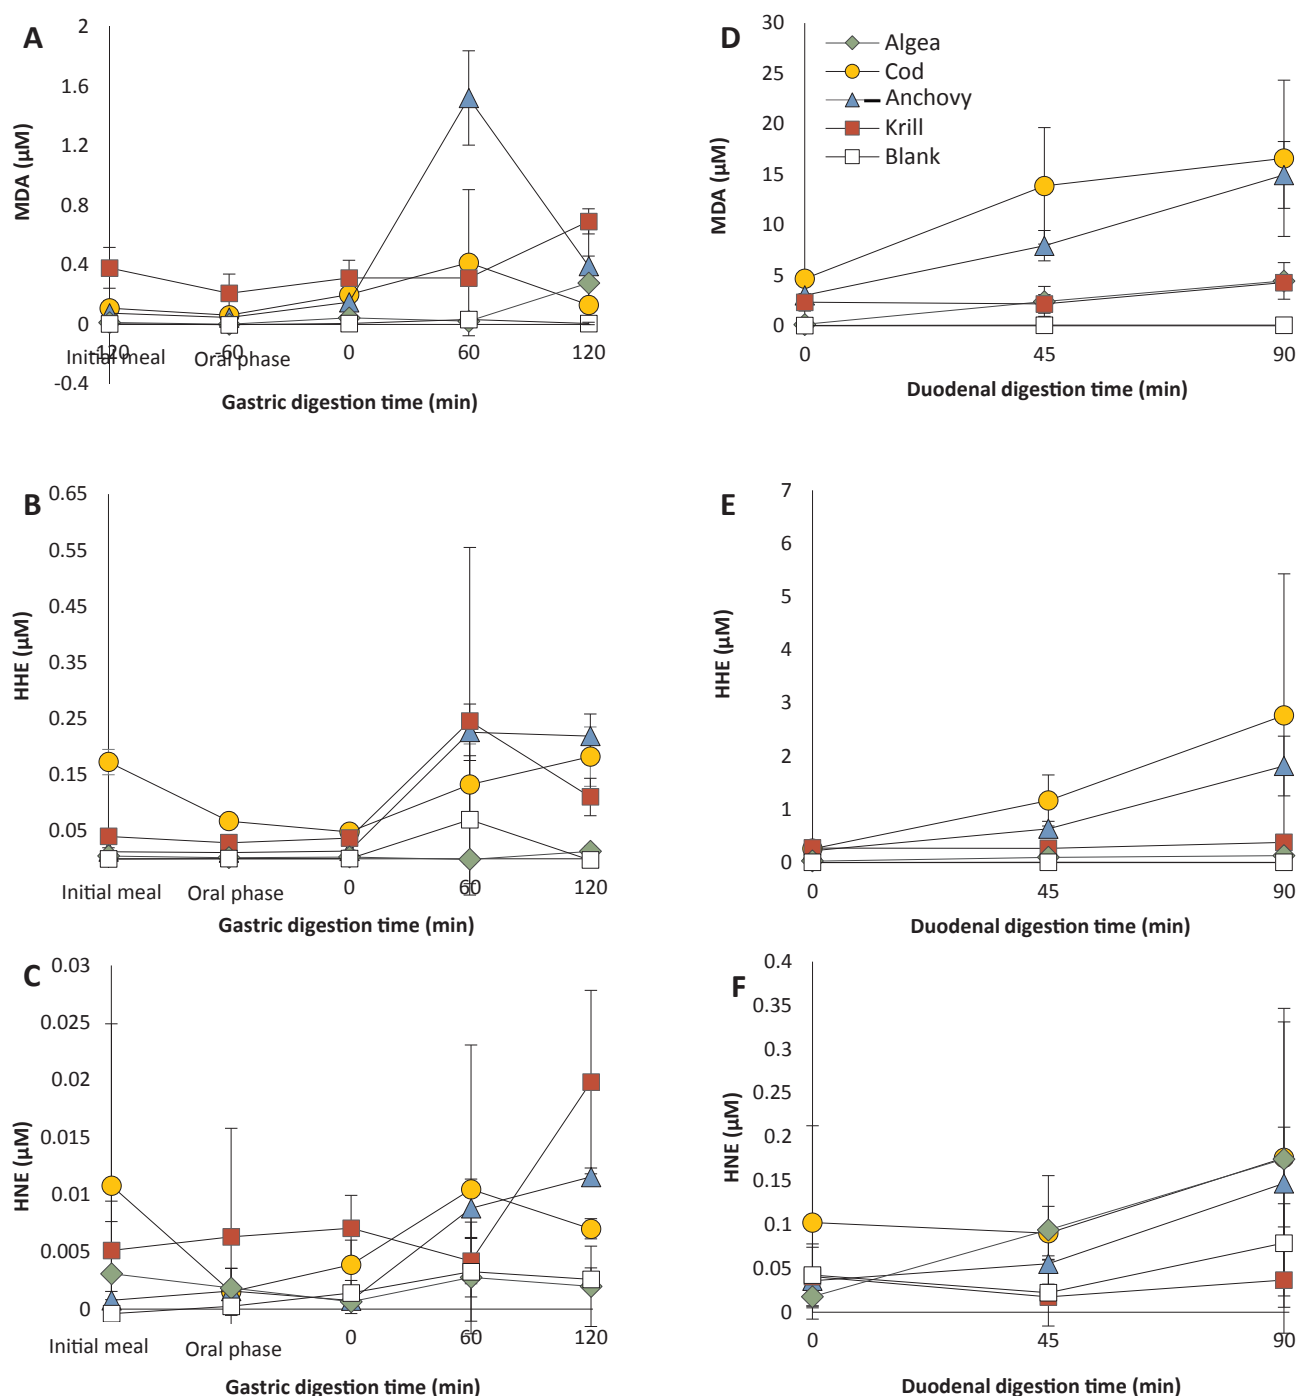 A
2
1.6
1.2
0.8
0.4
0
-0.4
MDA (µM)
Initial meal
-120
Oral phase
-60
0
60
120
Gastric digestion time (min)
D
30
25
20
15
10
5
0
MDA (µM)
Algea
Cod
Anchovy
Krill
Blank
0
45
90
Duodenal digestion time (min)
B
0.65
0.55
0.45
0.35
0.25
0.15
0.05
HHE (µM)
Initial meal
Oral phase
0
60
120
Gastric digestion time (min)
E
7
6
5
4
3
2
1
0
HHE (µM)
0
45
90
Duodenal digestion time (min)
C
0.03
0.025
0.02
0.015
0.01
0.005
0
HNE (µM)
Initial meal
Oral phase
0
60
120
Gastric digestion time (min)
F
0.4
0.35
0.3
0.25
0.2
0.15
0.1
0.05
0
HNE (µM)
0
45
90
Duodenal digestion time (min)